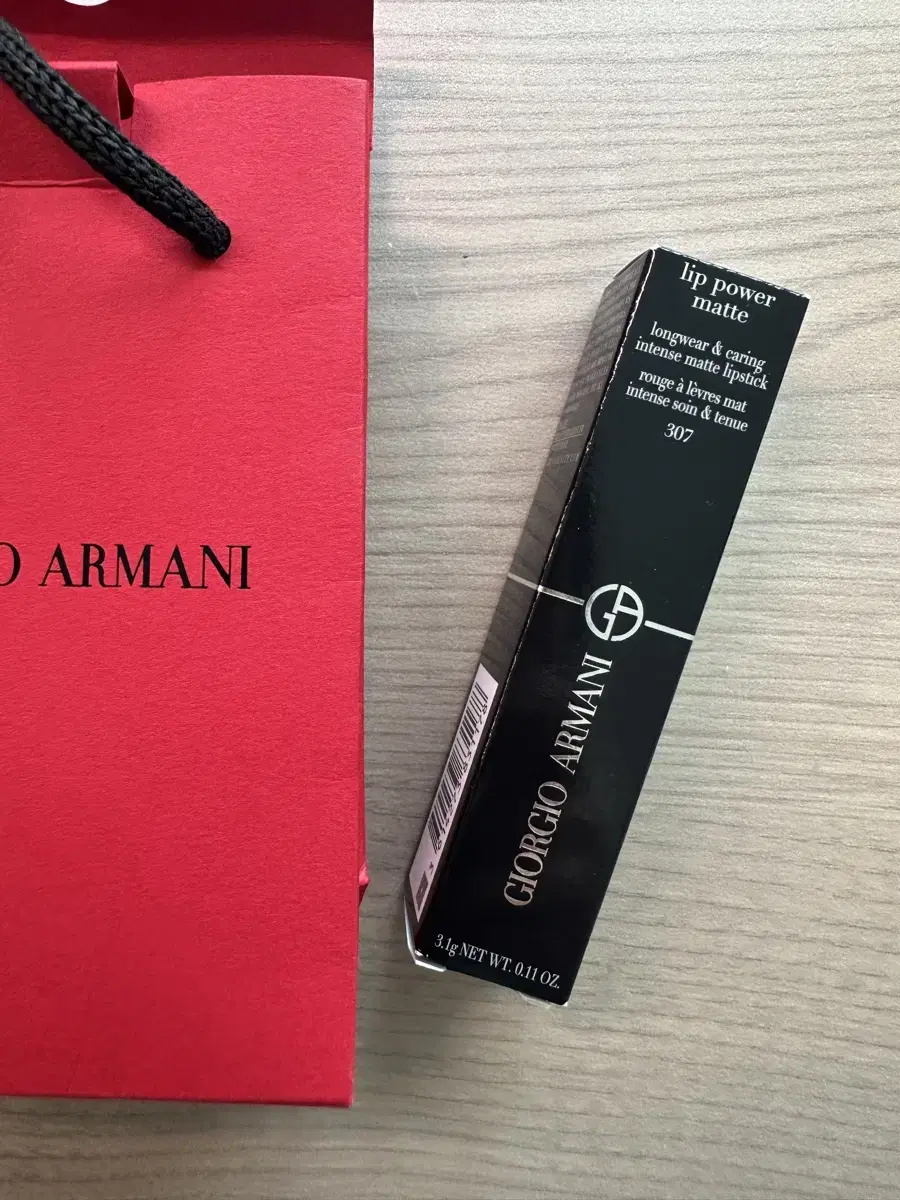 O ARMANI
lip power
matte
longwear & caring
intense matte lipstick
rouge à lèvres mat
intense soin & tenue
307
GA
GIORGIO ARMANI
3.1g NET WT. 0.11 OZ.